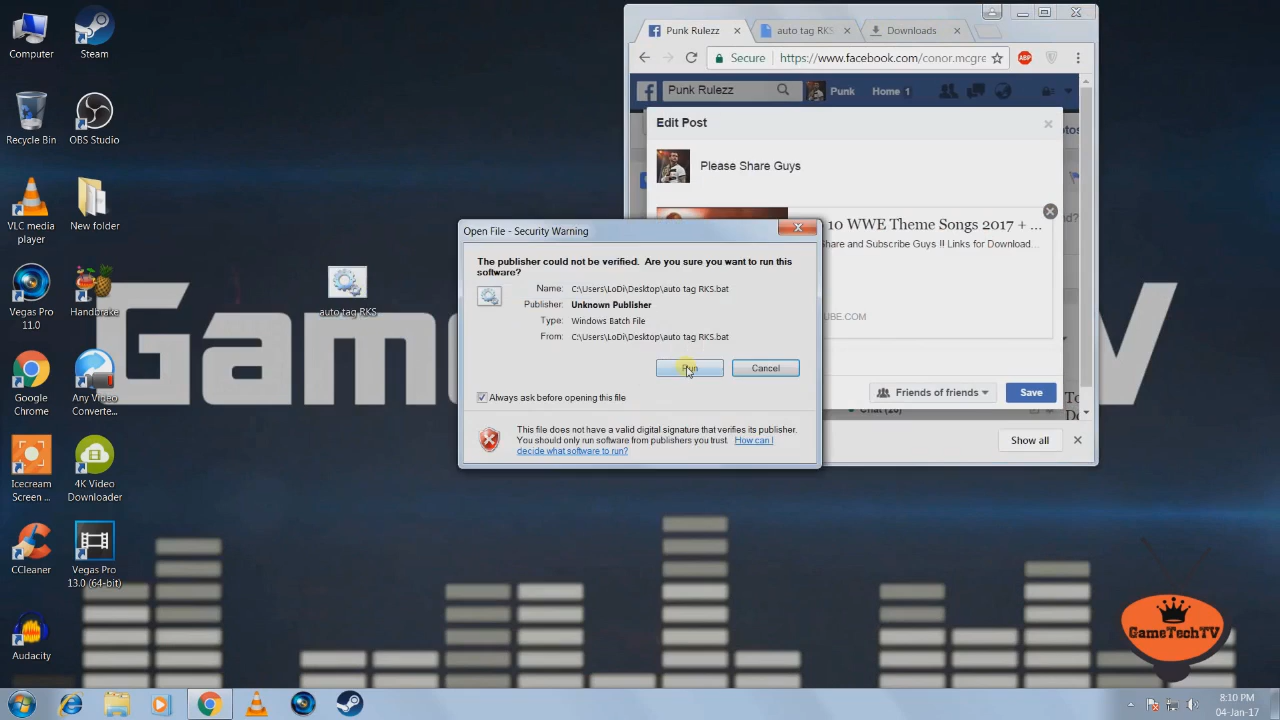 Computer
Steam
Recycle Bin
OBS Studio
VLC media
player
New folder
Vegas Pro
11.0
Handbrake
auto tag RKS
Google
Chrome
Any Video
Converte...
Icecream
Screen ...
4K Video
Downloader
CCleaner
Vegas Pro
13.0 (64-bit)
Audacity
Punk Rulezz
auto tag RKS
Downloads
Secure
https://www.facebook.com/conor.mcgre
ABP
Punk Rulezz
Punk
Home 1
Edit Post
Please Share Guys
10 WWE Theme Songs 2017 + ...
Share and Subscribe Guys !! Links for Download...
UBE.COM
Friends of friends
Save
Show all
Open File - Security Warning
The publisher could not be verified. Are you sure you want to run this
software?
Name: C:\Users\LoDi\Desktop\auto tag RKS.bat
Publisher: Unknown Publisher
Type: Windows Batch File
From: C:\Users\LoDi\Desktop\auto tag RKS.bat
Run
Cancel
Always ask before opening this file
This file does not have a valid digital signature that verifies its publisher.
You should only run software from publishers you trust. How can I
decide what software to run?
Game
V
GameTechTV
8:10 PM
04-Jan-17